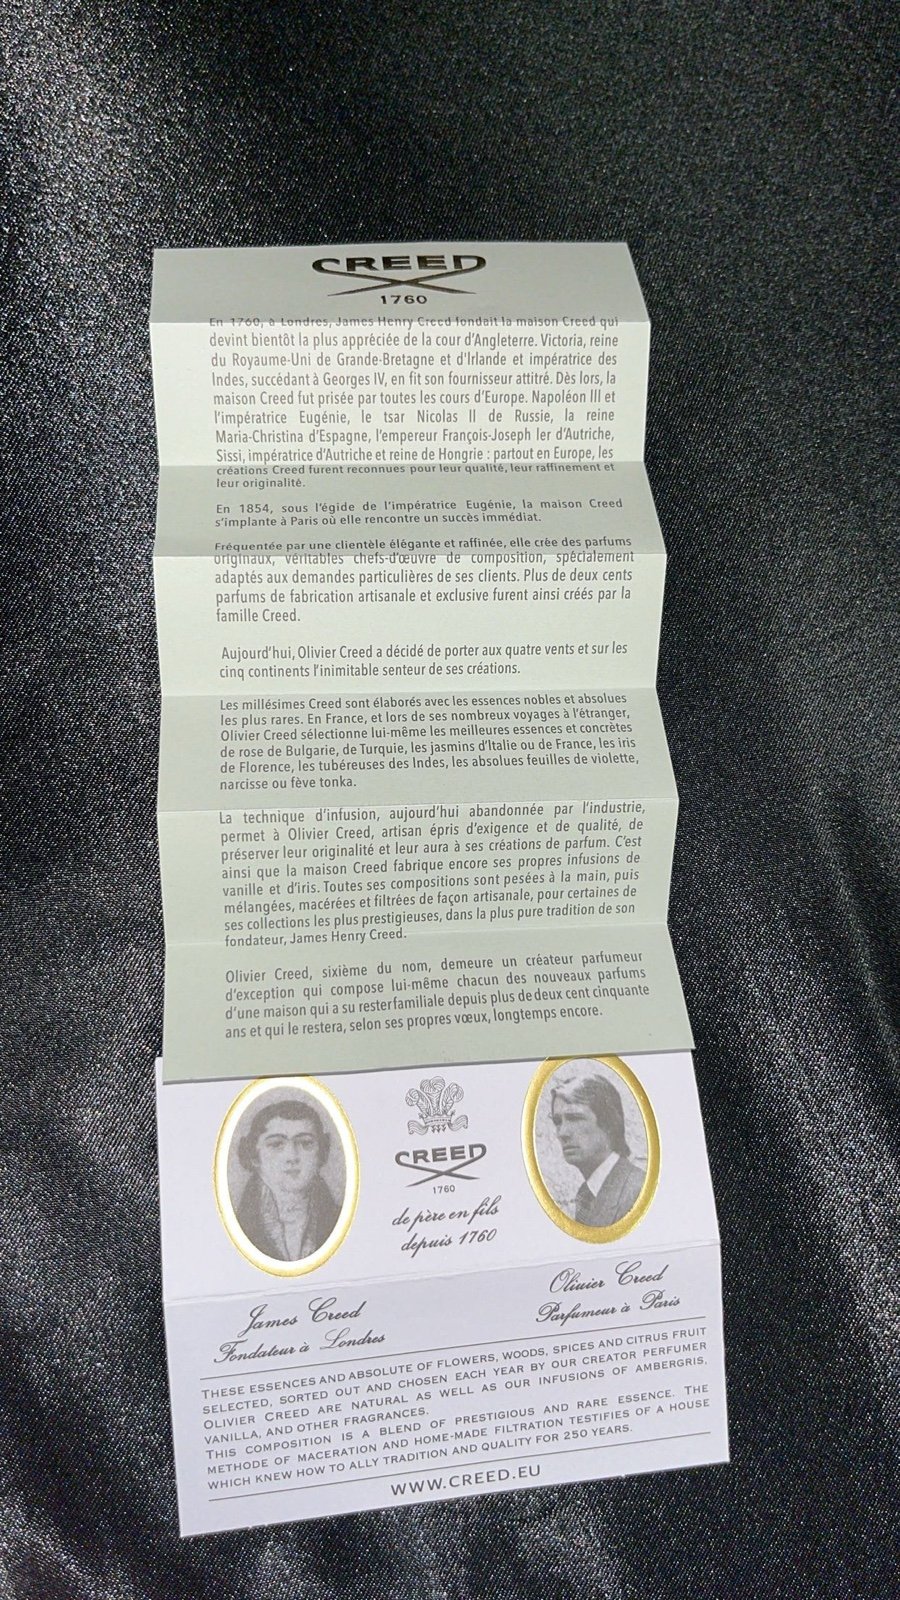 CREED
1760
En 1760, à Londres, James Henry Creed fondait la maison Creed qui
devint bientôt la plus appréciée de la cour d'Angleterre. Victoria, reine
du Royaume-Uni de Grande-Bretagne et d'Irlande et impératrice des
Indes, succédant à Georges IV, en fit son fournisseur attitré. Dès lors, la
maison Creed fut prisée par toutes les cours d'Europe. Napoléon III et
l'impératrice Eugénie, le tsar Nicolas II de Russie, la reine
Maria-Christina d'Espagne, l'empereur François-Joseph Ier d'Autriche,
Sissi, impératrice d'Autriche et reine de Hongrie : partout en Europe, les
créations Creed furent reconnues pour leur qualité, leur raffinement et
leur originalité.
En 1854, sous l'égide de l'impératrice Eugénie, la maison Creed
s'implante à Paris où elle rencontre un succès immédiat.
Fréquentée par une clientèle élégante et raffinée, elle crée des parfums
originaux, véritables chefs-d'œuvre de composition, spécialement
adaptés aux demandes particulières de ses clients. Plus de deux cents
parfums de fabrication artisanale et exclusive furent ainsi créés par la
famille Creed.
Aujourd'hui, Olivier Creed a décidé de porter aux quatre vents et sur les
cinq continents l'inimitable senteur de ses créations.
Les millésimes Creed sont élaborés avec les essences nobles et absolues
les plus rares. En France, et lors de ses nombreux voyages à l'étranger,
Olivier Creed sélectionne lui-même les meilleures essences et concrètes
de rose de Bulgarie, de Turquie, les jasmins d'Italie ou de France, les iris
de Florence, les tubéreuses des Indes, les absolues feuilles de violette,
narcisse ou fève tonka.
La technique d'infusion, aujourd'hui abandonnée par l'industrie,
permet à Olivier Creed, artisan épris d'exigence et de qualité, de
préserver leur originalité et leur aura à ses créations de parfum. C'est
ainsi que la maison Creed fabrique encore ses propres infusions de
vanille et d'iris. Toutes ses compositions sont pesées à la main, puis
mélangées, macérées et filtrées de façon artisanale, pour certaines de
ses collections les plus prestigieuses, dans la plus pure tradition de son
fondateur, James Henry Creed.
Olivier Creed, sixième du nom, demeure un créateur parfumeur
d'exception qui compose lui-même chacun des nouveaux parfums
d'une maison qui a su resterfamiliale depuis plus de deux cent cinquante
ans et qui le restera, selon ses propres vœux, longtemps encore.
CREED
1760
de père en fils
depuis 1760
James Creed
Fondateur à Londres
Olivier Creed
Parfumeur à Paris
THESE ESSENCES AND ABSOLUTE OF FLOWERS, WOODS, SPICES AND CITRUS FRUIT
SELECTED, SORTED OUT AND CHOSEN EACH YEAR BY OUR CREATOR PERFUMER
OLIVIER CREED ARE NATURAL AS WELL AS OUR INFUSIONS OF AMBERGRIS,
VANILLA, AND OTHER FRAGRANCES.
THIS COMPOSITION IS A BLEND OF PRESTIGIOUS AND RARE ESSENCE. THE
METHODE OF MACERATION AND HOME-MADE FILTRATION TESTIFIES OF A HOUSE
WHICH KNEW HOW TO ALLY TRADITION AND QUALITY FOR 250 YEARS.
WWW.CREED.EU